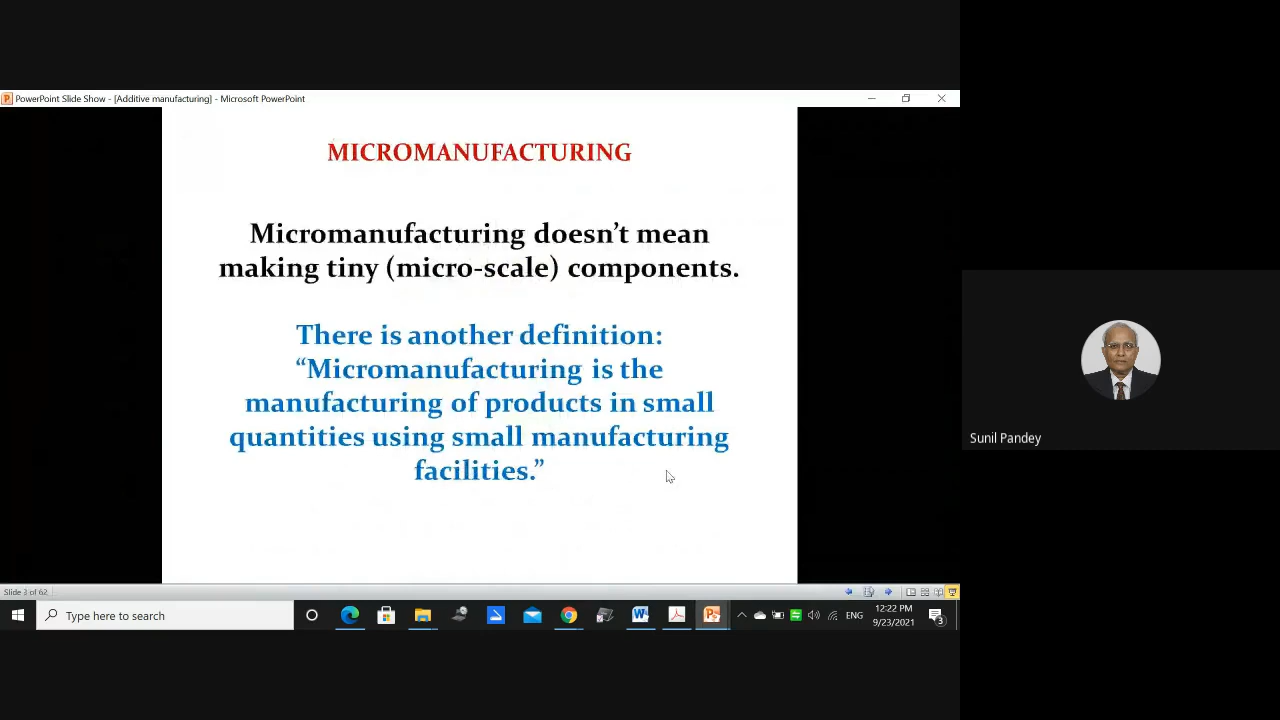 PowerPoint Slide Show - [Additive manufacturing] - Microsoft PowerPoint
MICROMANUFACTURING
Micromanufacturing doesn’t mean
making tiny (micro-scale) components.
There is another definition:
“Micromanufacturing is the
manufacturing of products in small
quantities using small manufacturing
facilities.”
Sunil Pandey
Slide 3 of 62
Type here to search
ENG
12:22 PM
9/23/2021
3